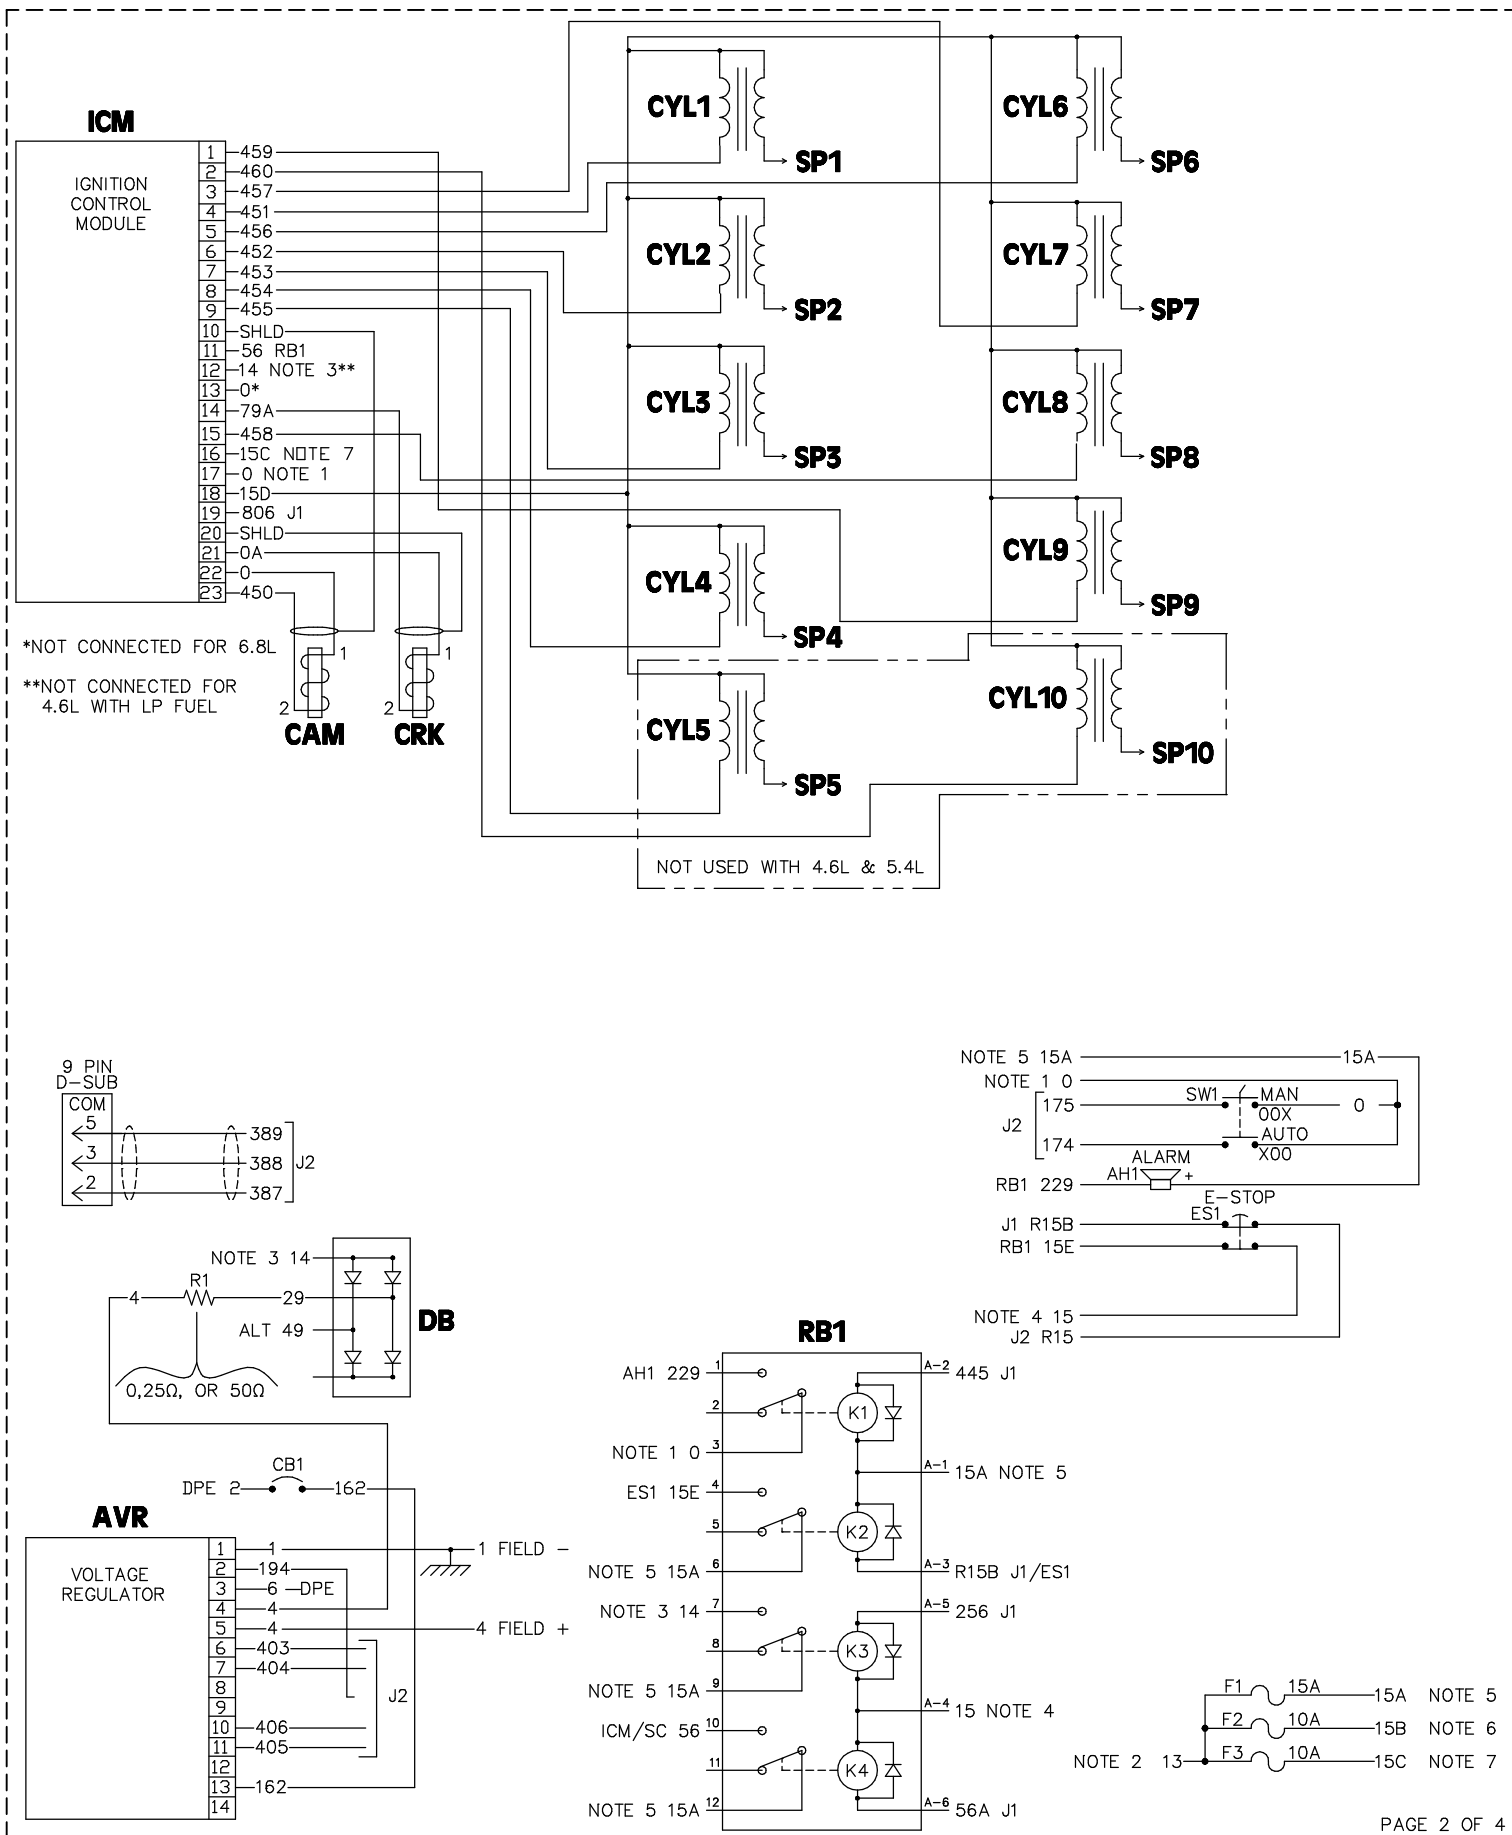 ICM
IGNITION
CONTROL
MODULE
1 459
2 460
3 457
4 451
5 456
6 452
7 453
8 454
9 455
10 SHLD
11 56 RB1
12 14 NOTE 3**
13 0*
14 79A
15 458
16 15C NOTE 7
17 0 NOTE 1
18 15D
19 806 J1
20 SHLD
21 0A
22 0
23 450
*NOT CONNECTED FOR 6.8L
**NOT CONNECTED FOR
4.6L WITH LP FUEL
1
2
CAM
1
2
CRK
CYL1
SP1
CYL2
SP2
CYL3
SP3
CYL4
SP4
CYL5
SP5
CYL6
SP6
CYL7
SP7
CYL8
SP8
CYL9
SP9
CYL10
SP10
NOT USED WITH 4.6L & 5.4L
9 PIN
D-SUB
COM
5 389
3 388 J2
2 387
NOTE 3 14
R1
4 29
ALT 49
DB
0,25Ω, OR 50Ω
CB1
DPE 2 162
AVR
VOLTAGE
REGULATOR
1 1 1 FIELD -
2 194
3 6 DPE
4 4
5 4 4 FIELD +
6 403
7 404
8
J2
9
10 406
11 405
12
13 162
14
NOTE 5 15A 15A
NOTE 1 0
J2
175 SW1 MAN 0
00X
174 AUTO
X00
ALARM
RB1 229 AH1 +
E-STOP
J1 R15B ES1
RB1 15E
NOTE 4 15
J2 R15
RB1
AH1 229 1
2
NOTE 1 0 3
ES1 15E 4
5
NOTE 5 15A 6
NOTE 3 14 7
8
NOTE 5 15A 9
ICM/SC 56 10
11
NOTE 5 15A 12
K1
K2
K3
K4
A-2 445 J1
A-1 15A NOTE 5
A-3 R15B J1/ES1
A-5 256 J1
A-4 15 NOTE 4
A-6 56A J1
F1 15A 15A NOTE 5
F2 10A 15B NOTE 6
NOTE 2 13 F3 10A 15C NOTE 7
PAGE 2 OF 4